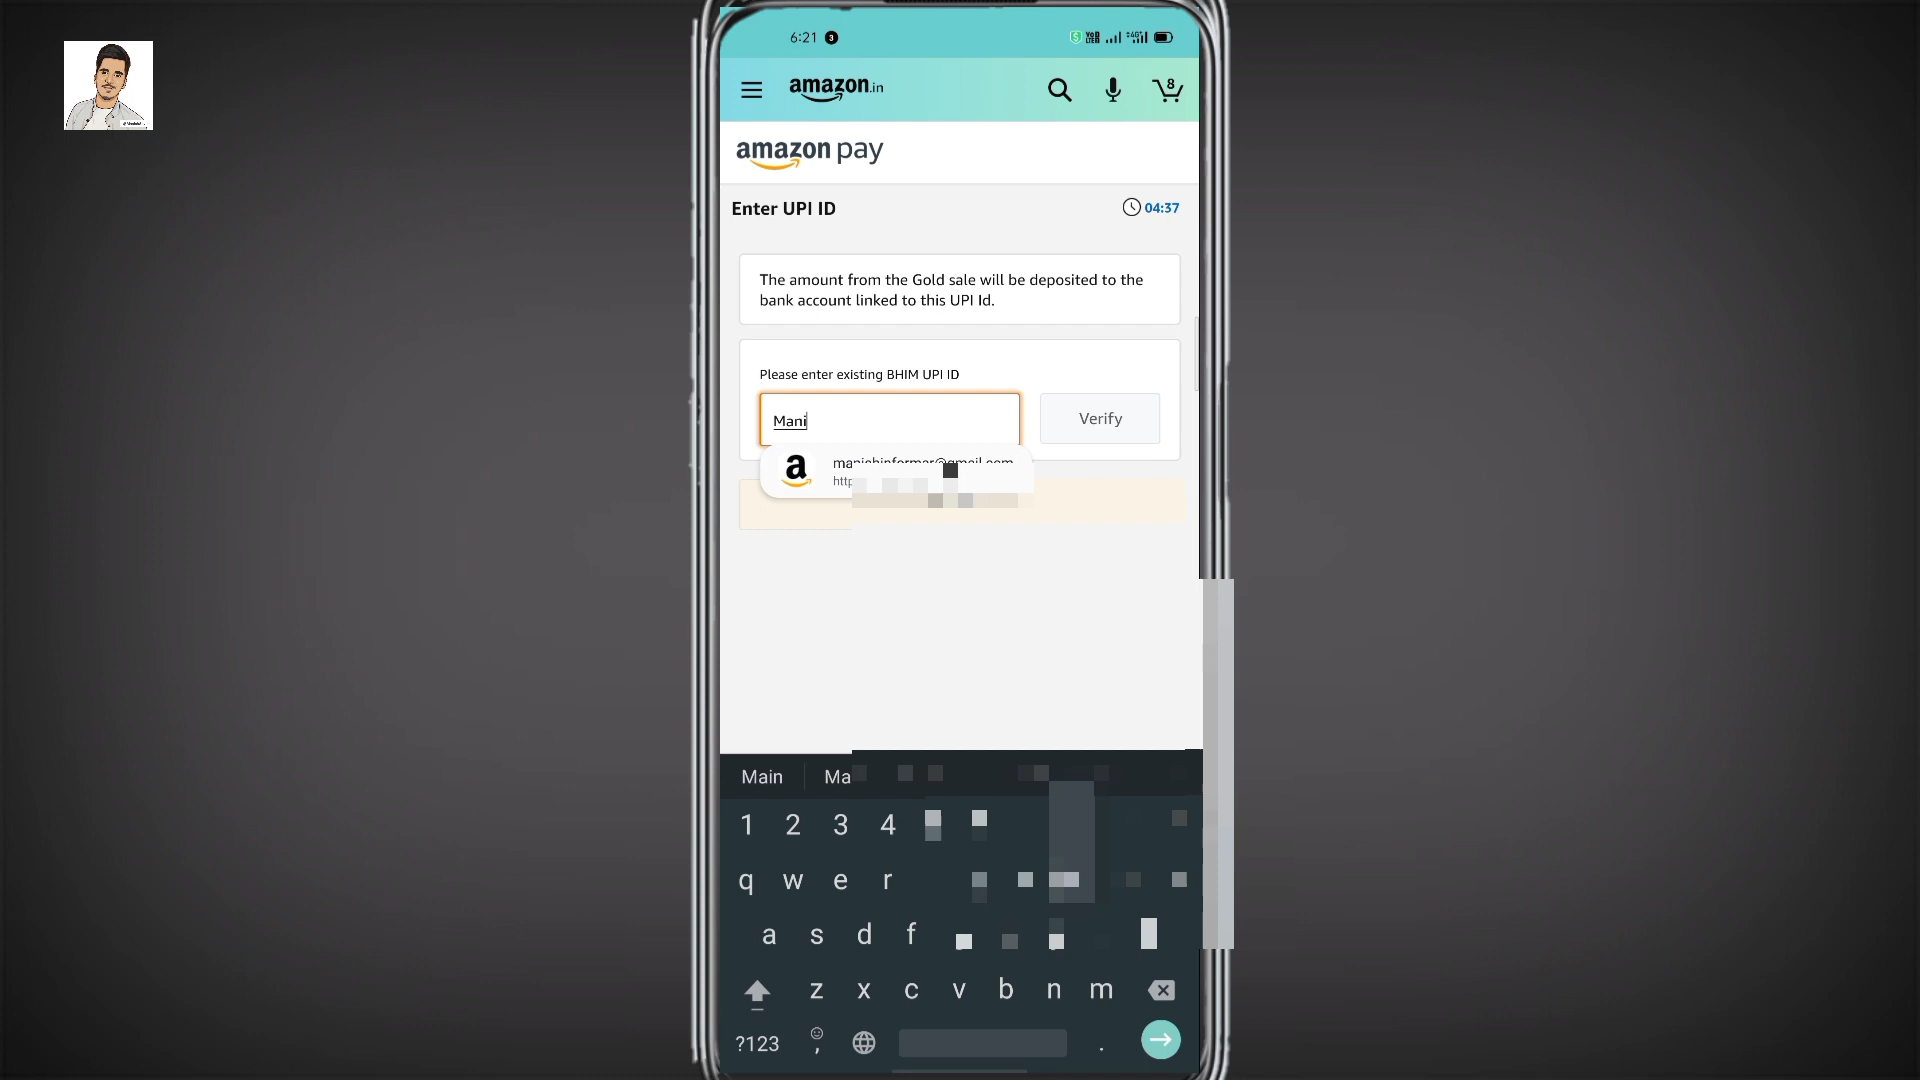 6:21 3
amazon.in
8
amazon pay
Enter UPI ID
04:37
The amount from the Gold sale will be deposited to the
bank account linked to this UPI Id.
Please enter existing BHIM UPI ID
Mani
Verify
http
Main Ma
1 2 3 4
q w e r
a s d f
z x c v b n m
?123 , .